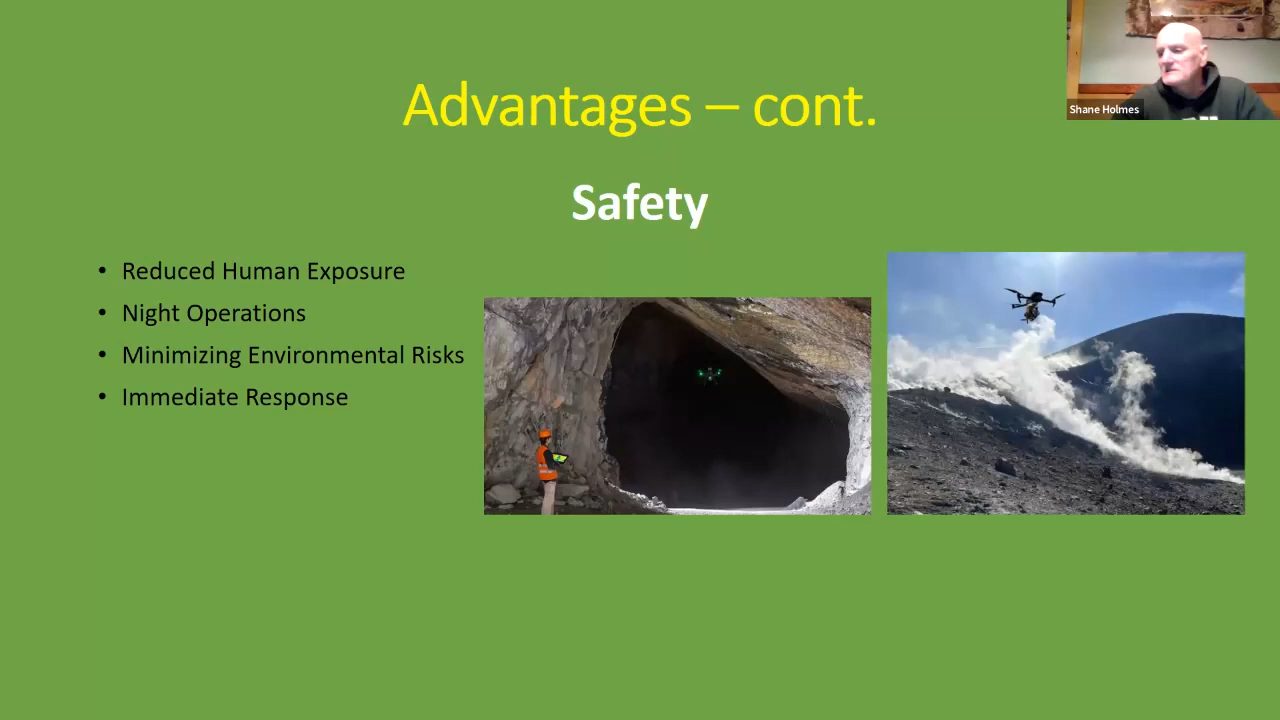 Advantages – cont.
Safety
• Reduced Human Exposure
• Night Operations
• Minimizing Environmental Risks
• Immediate Response
Shane Holmes